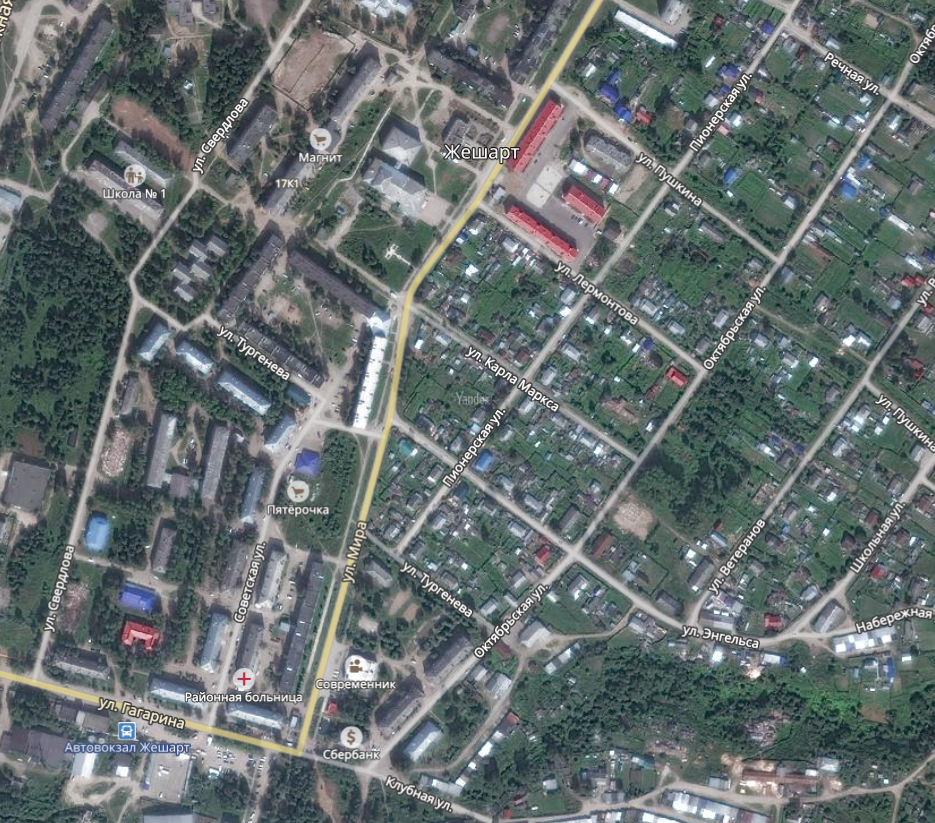 Речная ул.
Пионерская ул.
ул. Свердлова
Жешарт
Магнит
ул. Пушкина
Школа № 1
17К1
ул. Лермонтова
Октябрьская ул.
ул. Тургенева
ул. Карла Маркса
Yandex
ул. Пушкина
Пионерская ул.
Пятёрочка
Школьная ул.
ул. Мира
ул. Ветеранов
Советская ул.
ул. Свердлова
ул. Тургенева
Октябрьская ул.
Набережная
ул. Энгельса
Современник
Районная больница
ул. Гагарина
Автовокзал Жешарт
Сбербанк
Клубная ул.